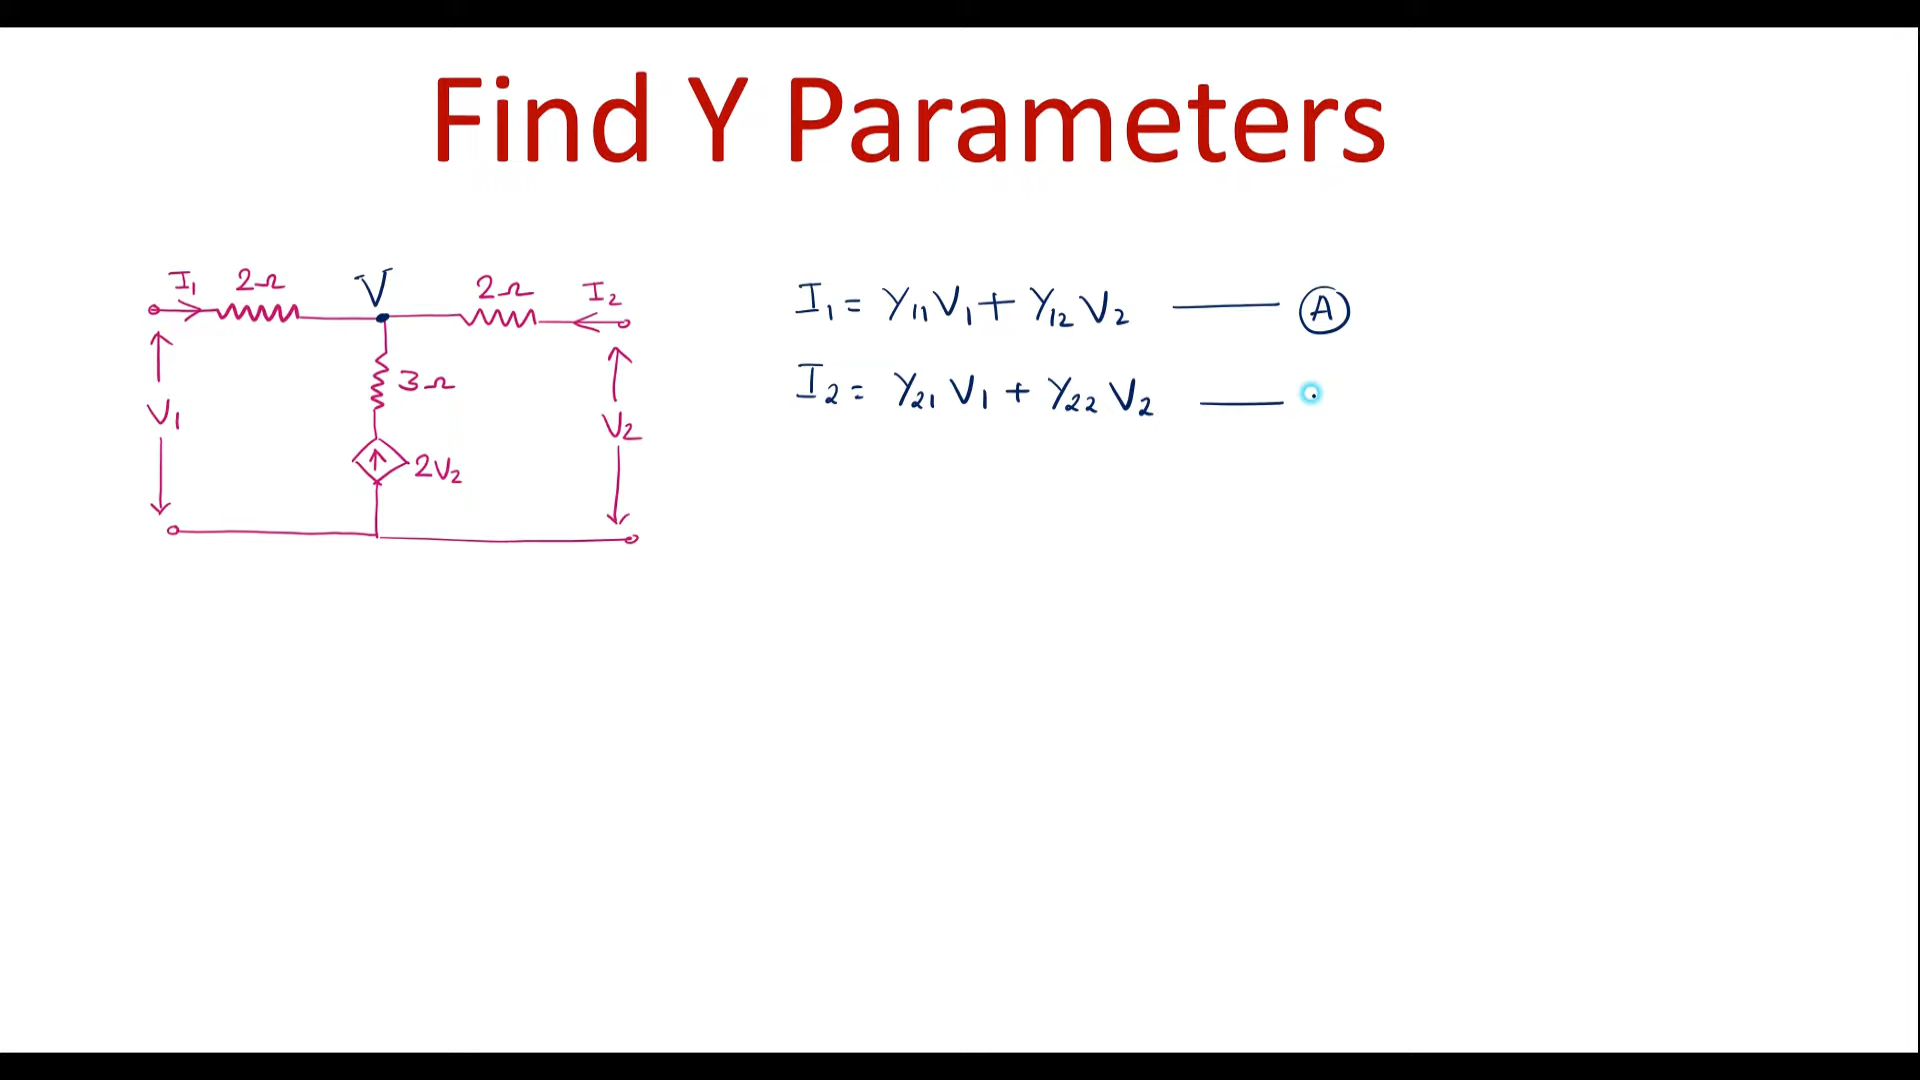 Find Y Parameters
I₁ 2Ω V 2Ω I₂
3Ω
V₁ V₂
2V₂
I₁ = Y₁₁V₁ + Y₁₂V₂ —— Ⓐ
I₂ = Y₂₁V₁ + Y₂₂V₂ ——